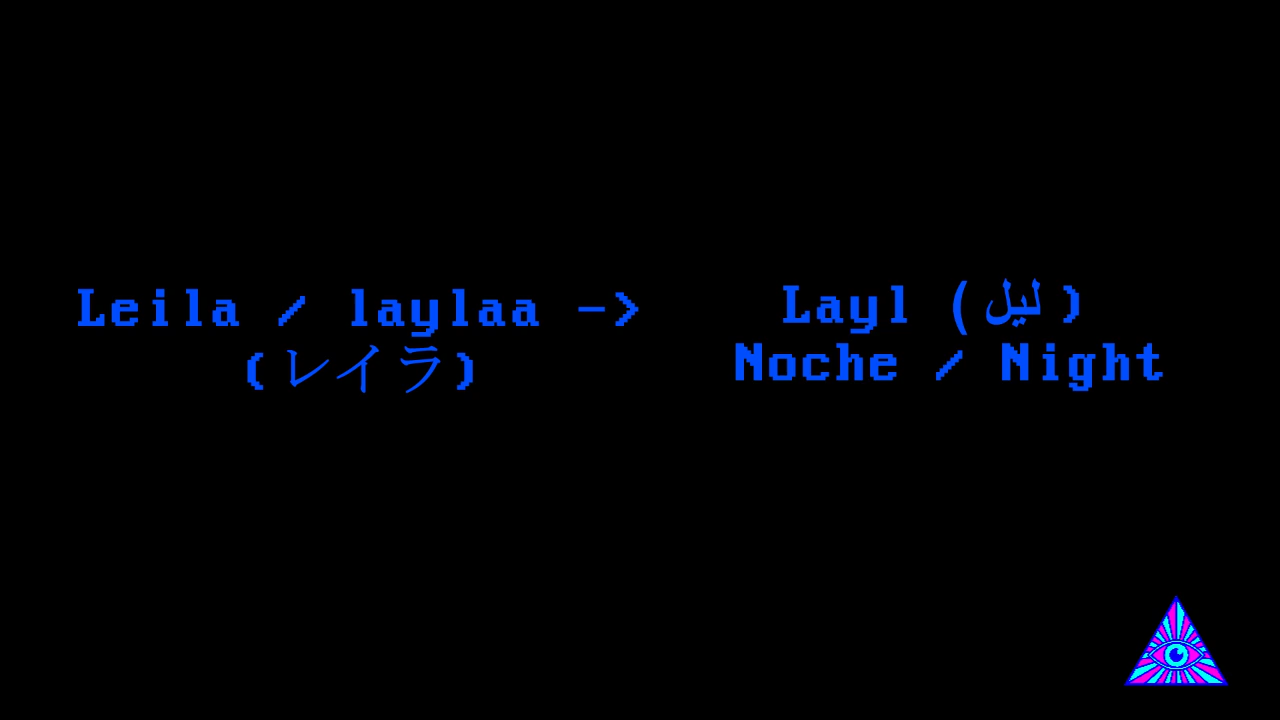 Leila / laylaa ->
(レイラ)
Layl (ليل)
Noche / Night